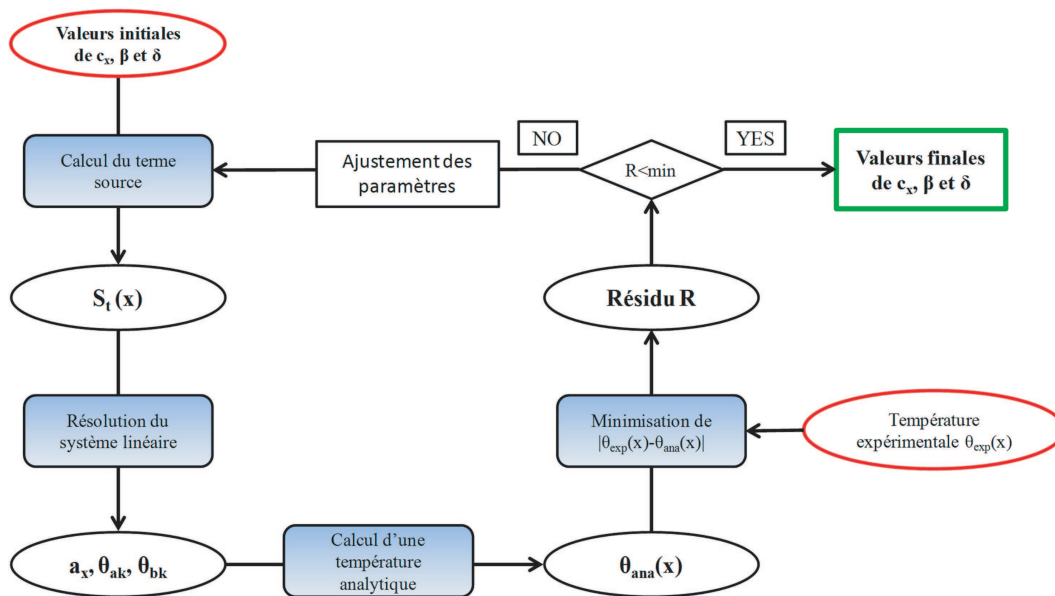 Valeurs initiales
de cₓ, β et δ
Calcul du terme
source
Ajustement des
paramètres
NO
R<min
YES
Valeurs finales
de cₓ, β et δ
Sₜ (x)
Résidu R
Résolution du
système linéaire
Minimisation de
|θexp(x)-θana(x)|
Température
expérimentale θexp(x)
aₓ, θak, θbk
Calcul d'une
température
analytique
θana(x)